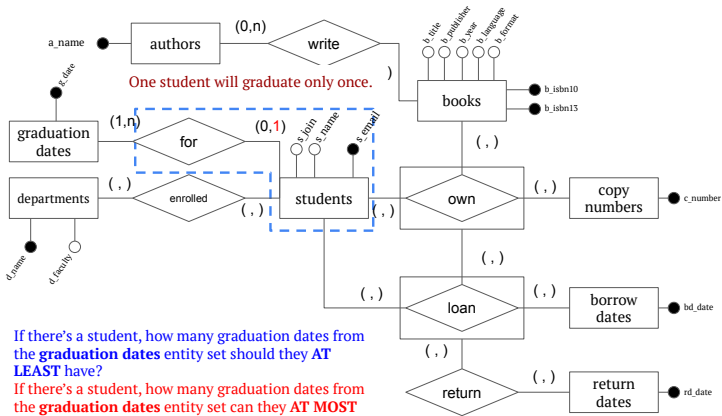 a_name
authors
(0,n)
write
)
b_title
b_publisher
b_year
b_language
b_format
books
b_isbn10
b_isbn13
One student will graduate only once.
g_date
graduation
dates
(1,n)
for
(0,1)
s_join
s_name
s_email
( , )
departments
( , )
enrolled
( , )
students
( , )
own
( , )
copy
numbers
c_number
d_name
d_faculty
( , )
( , )
loan
( , )
borrow
dates
bd_date
( , )
return
( , )
return
dates
rd_date
If there's a student, how many graduation dates from
the graduation dates entity set should they AT
LEAST have?
If there's a student, how many graduation dates from
the graduation dates entity set can they AT MOST